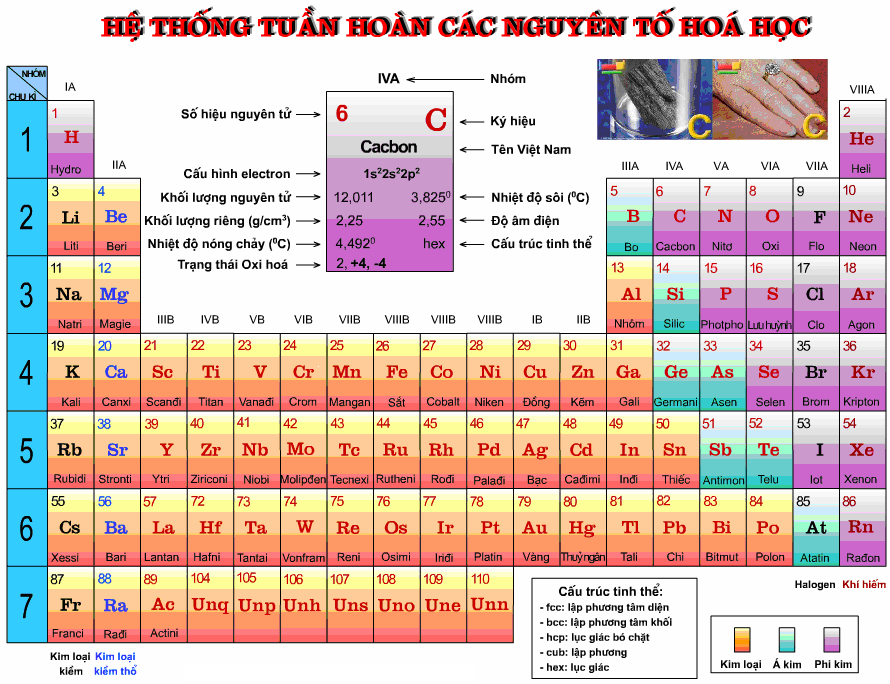 HỆ THỐNG TUẦN HOÀN CÁC NGUYÊN TỐ HOÁ HỌC
NHÓM
CHU KÌ
IA
IIA
IIIB
IVB
VB
VIB
VIIB
VIIIB
VIIIB
VIIIB
IB
IIB
IIIA
IVA
VA
VIA
VIIA
VIIIA
IVA
Nhóm
Số hiệu nguyên tử
6
C
Ký hiệu
Cacbon
Tên Việt Nam
Cấu hình electron
1s²2s²2p²
Khối lượng nguyên tử
12,011
3,825⁰
Nhiệt độ sôi (⁰C)
Khối lượng riêng (g/cm³)
2,25
2,55
Độ âm điện
Nhiệt độ nóng chảy (⁰C)
4,492⁰
hex
Cấu trúc tinh thể
Trạng thái Oxi hoá
2, +4, -4
C
C
1
1 H Hydro
2 He Heli
2
3 Li Liti
4 Be Beri
5 B Bo
6 C Cacbon
7 N Nitơ
8 O Oxi
9 F Flo
10 Ne Neon
3
11 Na Natri
12 Mg Magie
13 Al Nhôm
14 Si Silic
15 P Photpho
16 S Lưu huỳnh
17 Cl Clo
18 Ar Agon
4
19 K Kali
20 Ca Canxi
21 Sc Scanđi
22 Ti Titan
23 V Vanađi
24 Cr Crom
25 Mn Mangan
26 Fe Sắt
27 Co Cobalt
28 Ni Niken
29 Cu Đồng
30 Zn Kẽm
31 Ga Gali
32 Ge Germani
33 As Asen
34 Se Selen
35 Br Brom
36 Kr Kripton
5
37 Rb Rubidi
38 Sr Stronti
39 Y Ytri
40 Zr Ziriconi
41 Nb Niobi
42 Mo Molipđen
43 Tc Tecnexi
44 Ru Rutheni
45 Rh Rođi
46 Pd Palađi
47 Ag Bạc
48 Cd Cađimi
49 In Inđi
50 Sn Thiếc
51 Sb Antimon
52 Te Telu
53 I Iot
54 Xe Xenon
6
55 Cs Xessi
56 Ba Bari
57 La Lantan
72 Hf Hafni
73 Ta Tantai
74 W Vonfram
75 Re Reni
76 Os Osimi
77 Ir Iriđi
78 Pt Platin
79 Au Vàng
80 Hg Thuỷ ngân
81 Tl Tali
82 Pb Chì
83 Bi Bitmut
84 Po Polon
85 At Atatin
86 Rn Rađon
7
87 Fr Franci
88 Ra Rađi
89 Ac Actini
104 Unq
105 Unp
106 Unh
107 Uns
108 Uno
109 Une
110 Unn
Kim loại
kiềm
Kim loại
kiềm thổ
Cấu trúc tinh thể:
- fcc: lập phương tâm diện
- bcc: lập phương tâm khối
- hcp: lục giác bó chặt
- cub: lập phương
- hex: lục giác
Halogen Khí hiếm
Kim loại
Á kim
Phi kim